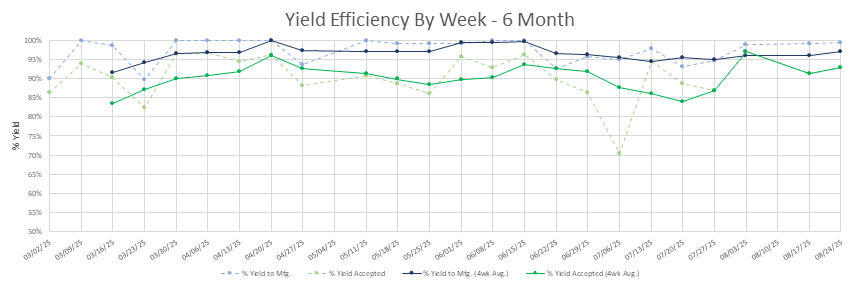 Yield Efficiency By Week - 6 Month
100%
95%
90%
85%
80%
75%
70%
65%
60%
55%
50%
% Yield
03/02/25 03/09/25 03/16/25 03/23/25 03/30/25 04/06/25 04/13/25 04/20/25 04/27/25 05/04/25 05/11/25 05/18/25 05/25/25 06/01/25 06/08/25 06/15/25 06/22/25 06/29/25 07/06/25 07/13/25 07/20/25 07/27/25 08/03/25 08/10/25 08/17/25 08/24/25
% Yield to Mfg. % Yield Accepted % Yield to Mfg. (4wk Avg.) % Yield Accepted (4wk Avg.)